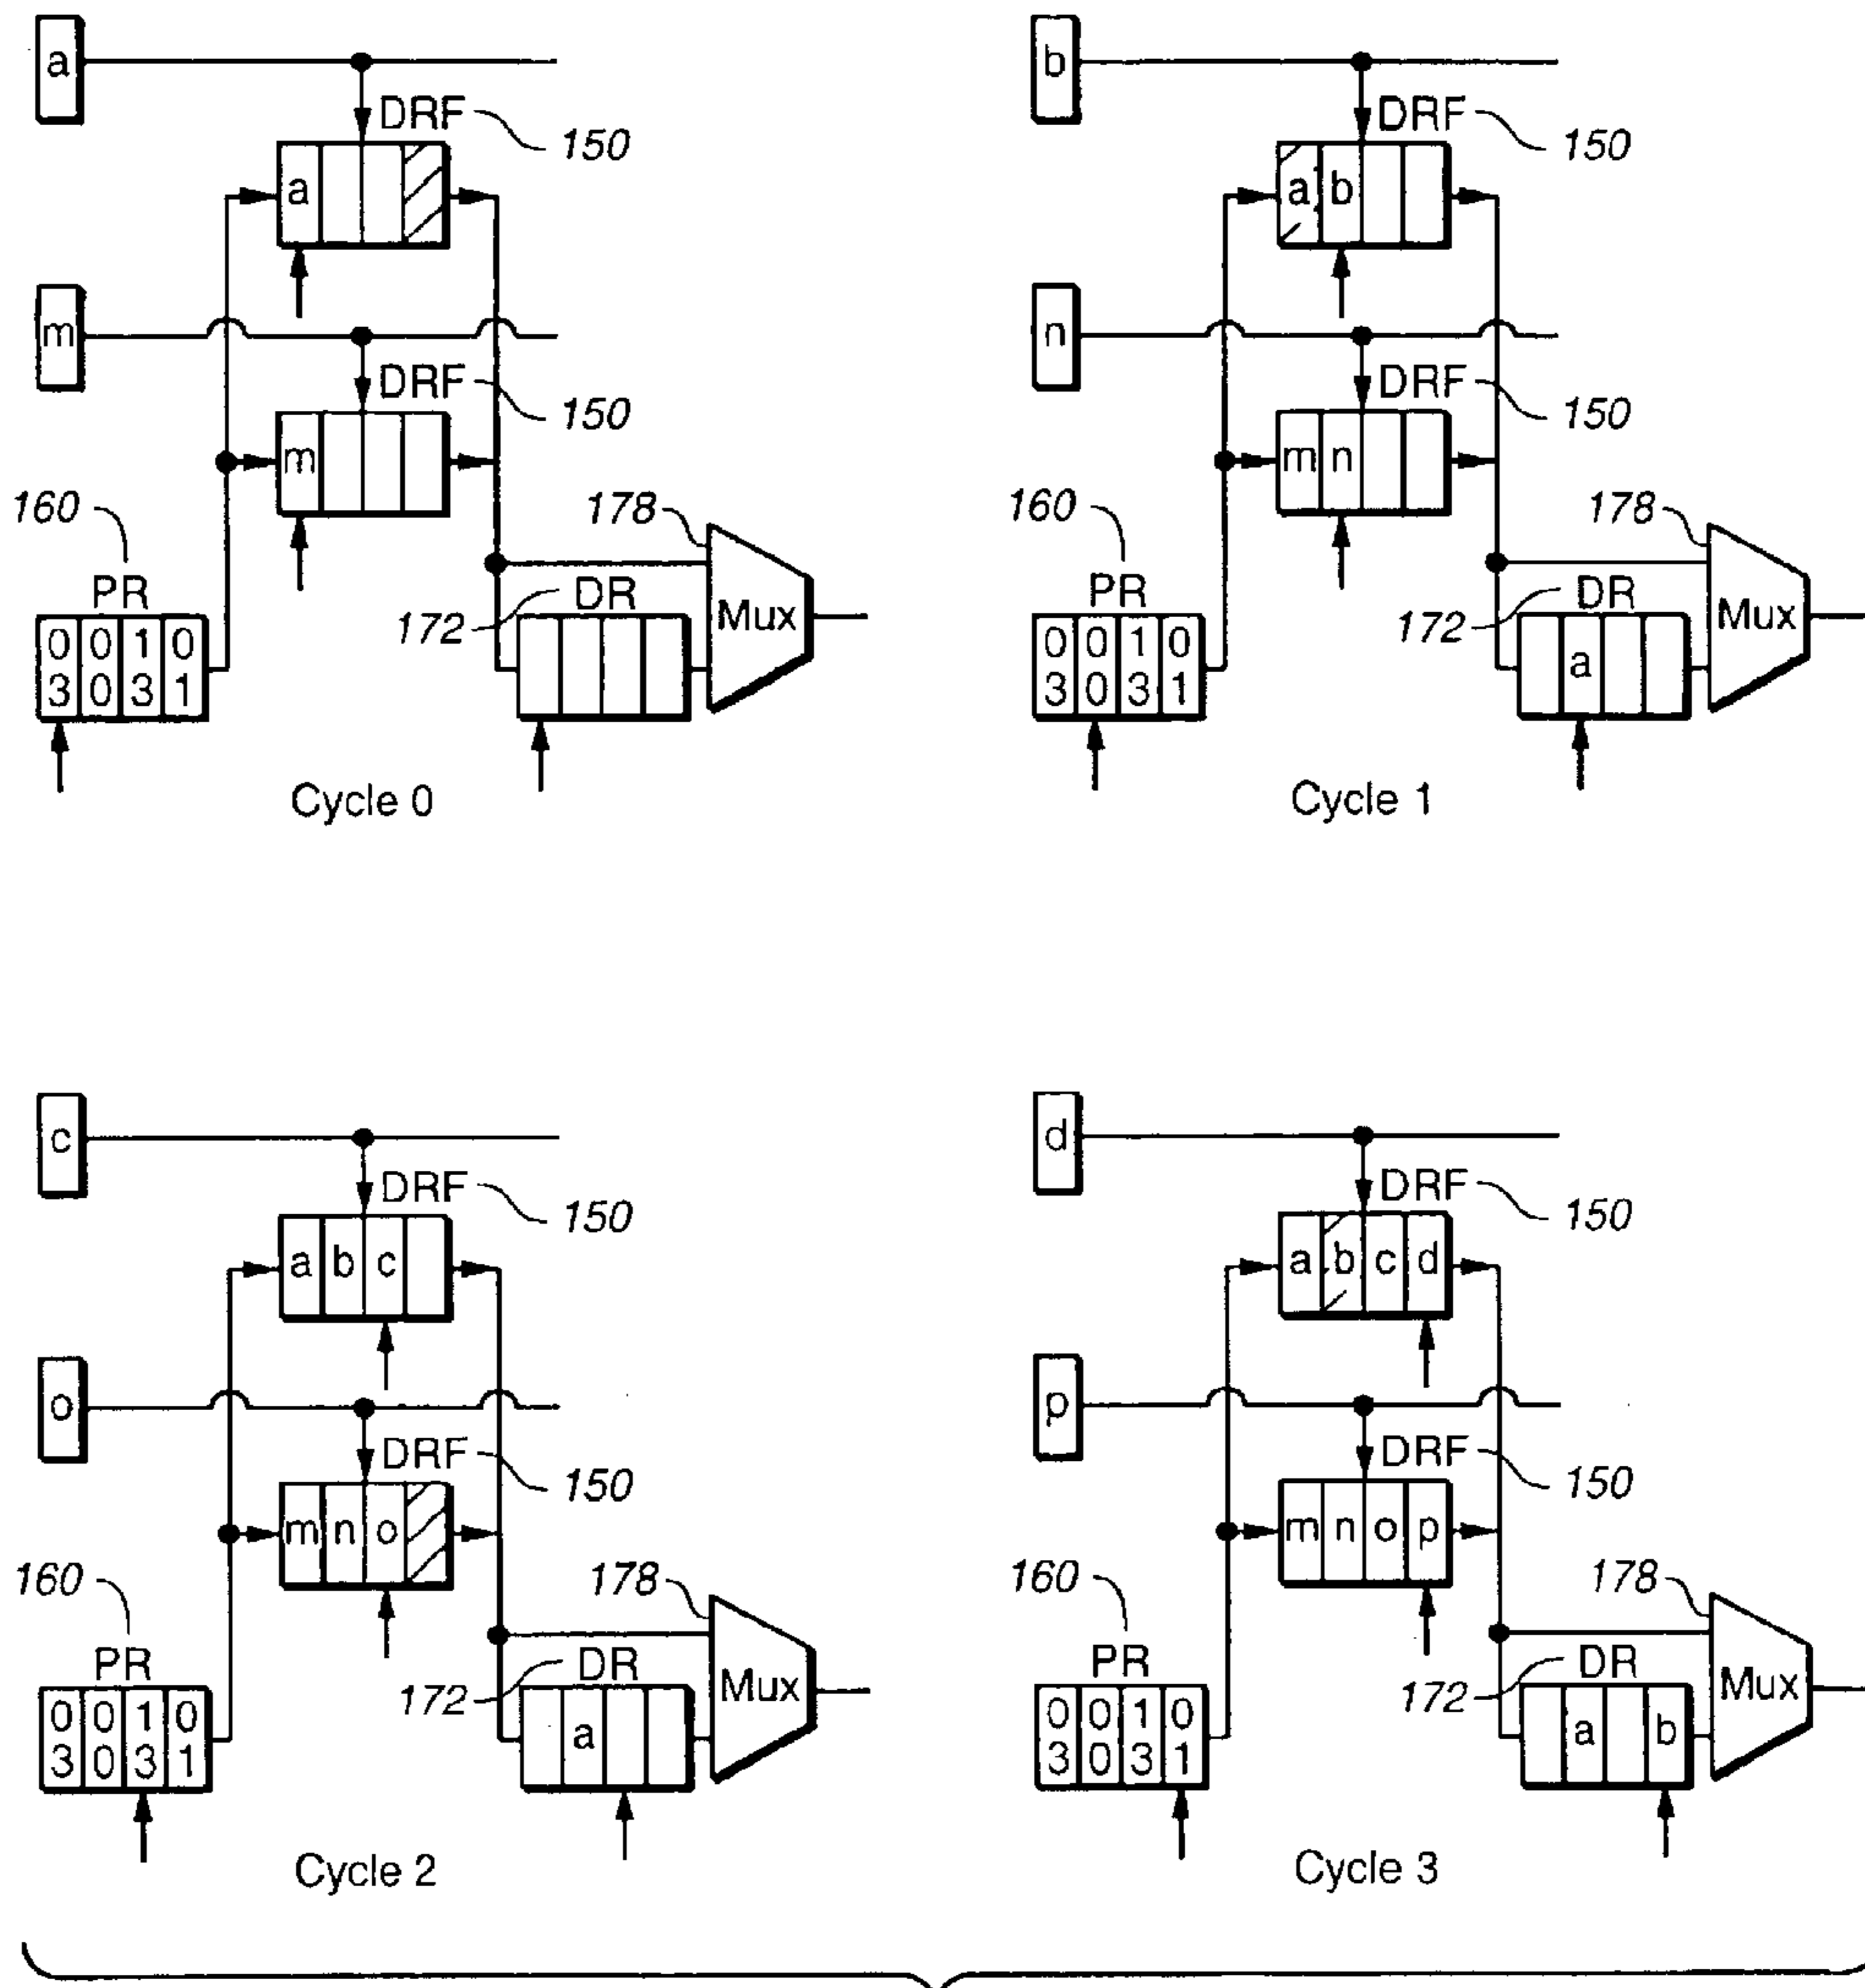 a
DRF 150
a
m
DRF 150
m
160
178
PR
172 DR
Mux
0 0 1 0
3 0 3 1
Cycle 0
b
DRF 150
a b
n
DRF 150
m n
160
178
PR
172 DR
Mux
0 0 1 0
3 0 3 1
a
Cycle 1
c
DRF 150
a b c
o
DRF 150
m n o
160
178
PR
172 DR
Mux
0 0 1 0
3 0 3 1
a
Cycle 2
d
DRF 150
a b c d
p
DRF 150
m n o p
160
178
PR
172 DR
Mux
0 0 1 0
3 0 3 1
a b
Cycle 3